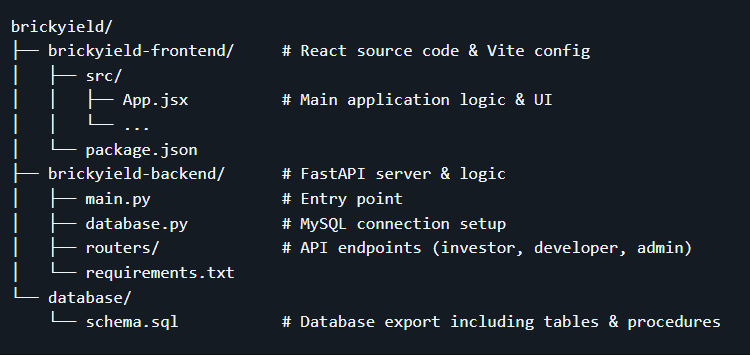 brickyield/
├── brickyield-frontend/     # React source code & Vite config
│   ├── src/
│   │   ├── App.jsx          # Main application logic & UI
│   │   └── ...
│   └── package.json
├── brickyield-backend/      # FastAPI server & logic
│   ├── main.py              # Entry point
│   ├── database.py          # MySQL connection setup
│   ├── routers/             # API endpoints (investor, developer, admin)
│   └── requirements.txt
└── database/
    └── schema.sql           # Database export including tables & procedures